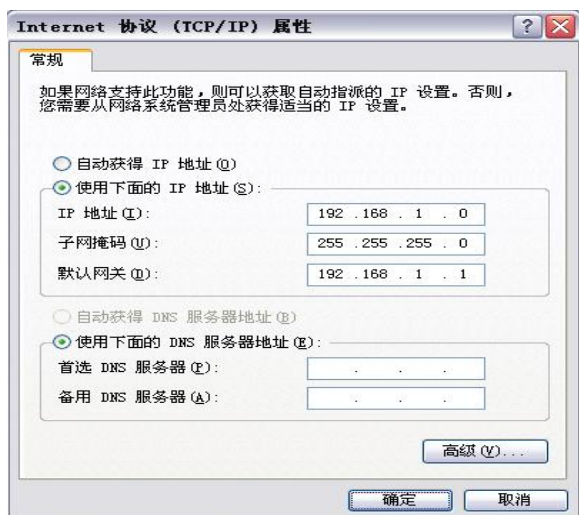 Internet 协议 (TCP/IP) 属性
常规
如果网络支持此功能，则可以获取自动指派的 IP 设置。否则，
您需要从网络系统管理员处获得适当的 IP 设置。
自动获得 IP 地址(O)
使用下面的 IP 地址(S):
IP 地址(I): 192 .168 . 1 . 0
子网掩码(U): 255 .255 .255 . 0
默认网关(D): 192 .168 . 1 . 1
自动获得 DNS 服务器地址(B)
使用下面的 DNS 服务器地址(E):
首选 DNS 服务器(P): . . .
备用 DNS 服务器(A): . . .
高级(V)...
确定 取消